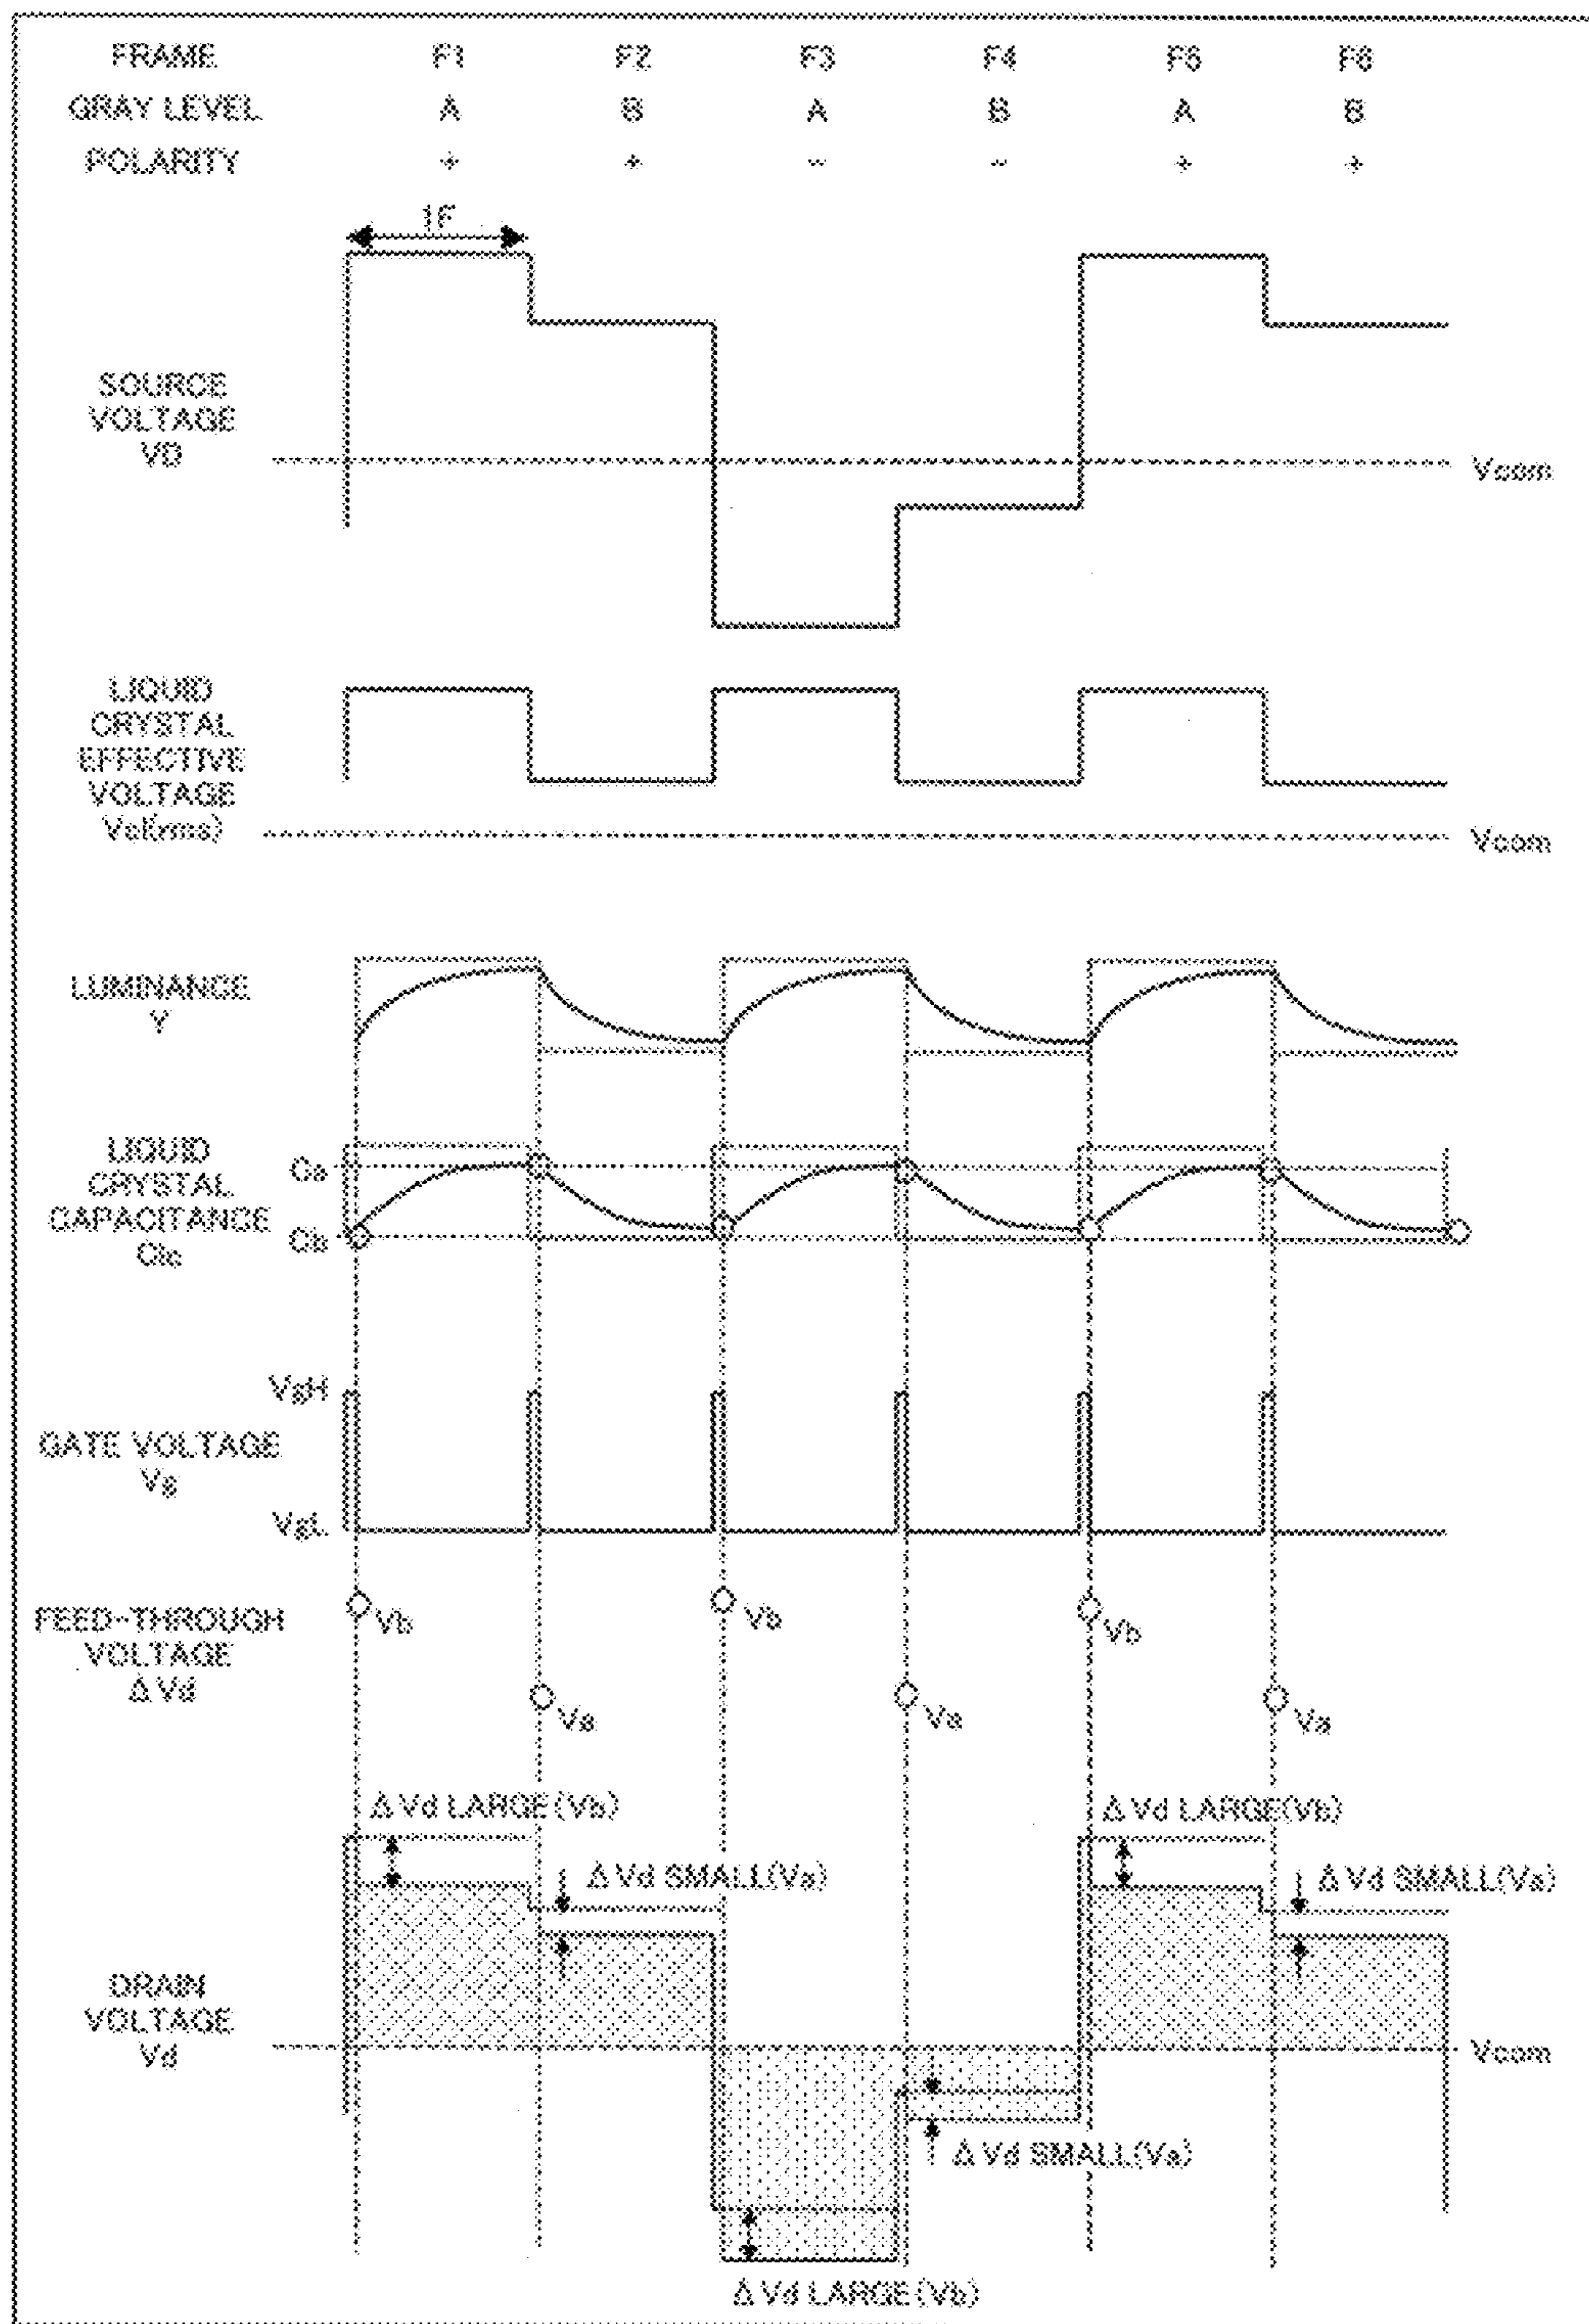 FRAME F1 F2 F3 F4 F5 F6
GRAY LEVEL A B A B A B
POLARITY + + - - + +
1F
SOURCE
VOLTAGE
VD
Vcom
LIQUID
CRYSTAL
EFFECTIVE
VOLTAGE
Vcl(rms)
Vcom
LUMINANCE
Y
LIQUID
CRYSTAL
CAPACITANCE
Clc
Ca
Cb
VgH
GATE VOLTAGE
Vg
VgL
FEED-THROUGH
VOLTAGE
ΔVd
Vb Vb Vb
Va Va Va
ΔVd LARGE(Vb) ΔVd LARGE(Vb)
ΔVd SMALL(Va) ΔVd SMALL(Va)
DRAIN
VOLTAGE
Vd
Vcom
ΔVd SMALL(Va)
ΔVd LARGE(Vb)